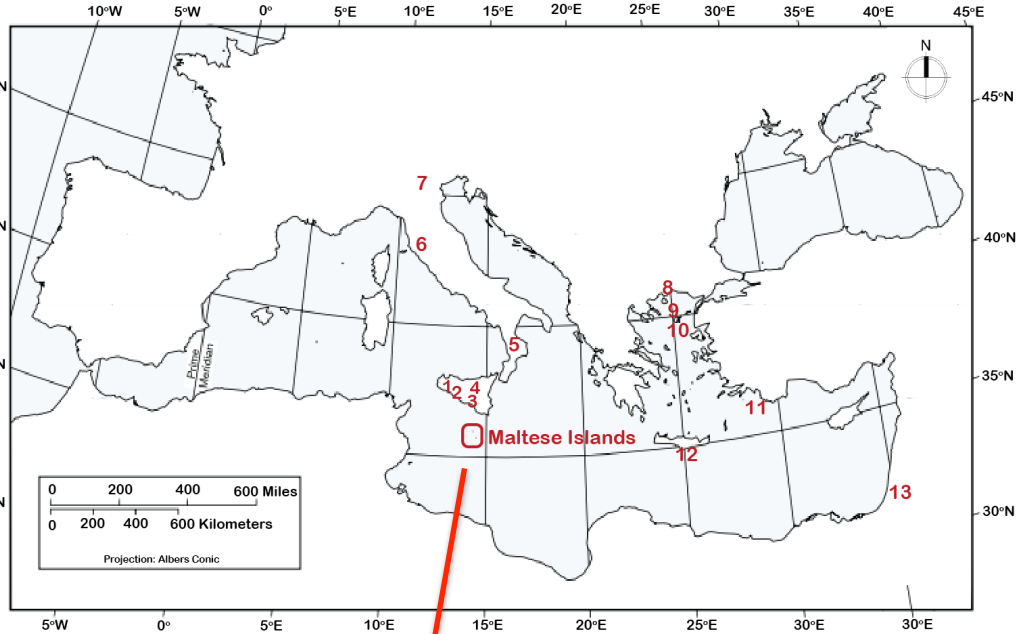 10°W 5°W 0° 5°E 10°E 15°E 20°E 25°E 30°E 35°E 40°E 45°E
N
N
45°N
7
6
N
40°N
8
9
10
5
Prime
Meridian
N
35°N
1 2 4
3
11
Maltese Islands
12
13
N
30°N
0 200 400 600 Miles
0 200 400 600 Kilometers
Projection: Albers Conic
5°W 0° 5°E 10°E 15°E 20°E 25°E 30°E